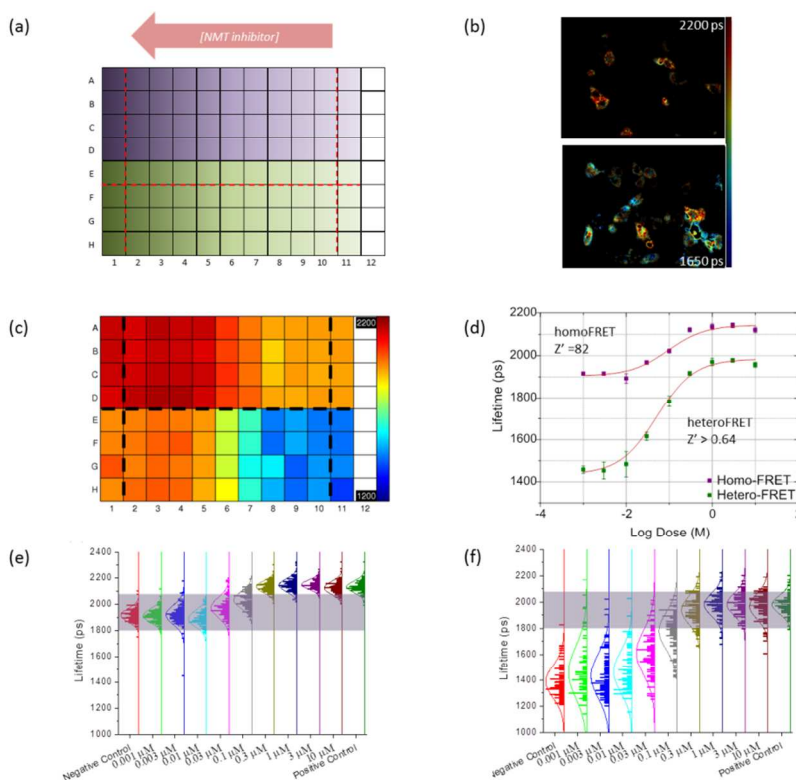 (a)
[NMT inhibitor]
A
B
C
D
E
F
G
H
1 2 3 4 5 6 7 8 9 10 11 12
(b)
2200 ps
1650 ps
(c)
2200
A
B
C
D
E
F
G
H
1200
1 2 3 4 5 6 7 8 9 10 11 12
(d)
2200
2100
2000
1900
1800
1700
1600
1500
1400
Lifetime (ps)
homoFRET
Z' =82
heteroFRET
Z' > 0.64
Homo-FRET
Hetero-FRET
-4 -2 0 2
Log Dose (M)
(e)
2400
2200
2000
1800
1600
1400
1200
1000
Lifetime (ps)
Negative Control
0.001 µM
0.003 µM
0.01 µM
0.03 µM
0.1 µM
0.3 µM
1 µM
3 µM
10 µM
Positive Control
(f)
2400
2200
2000
1800
1600
1400
1200
1000
Lifetime (ps)
egative Control
0.001 µM
0.003 µM
0.01 µM
0.03 µM
0.1 µM
0.3 µM
1 µM
3 µM
10 µM
Positive Control